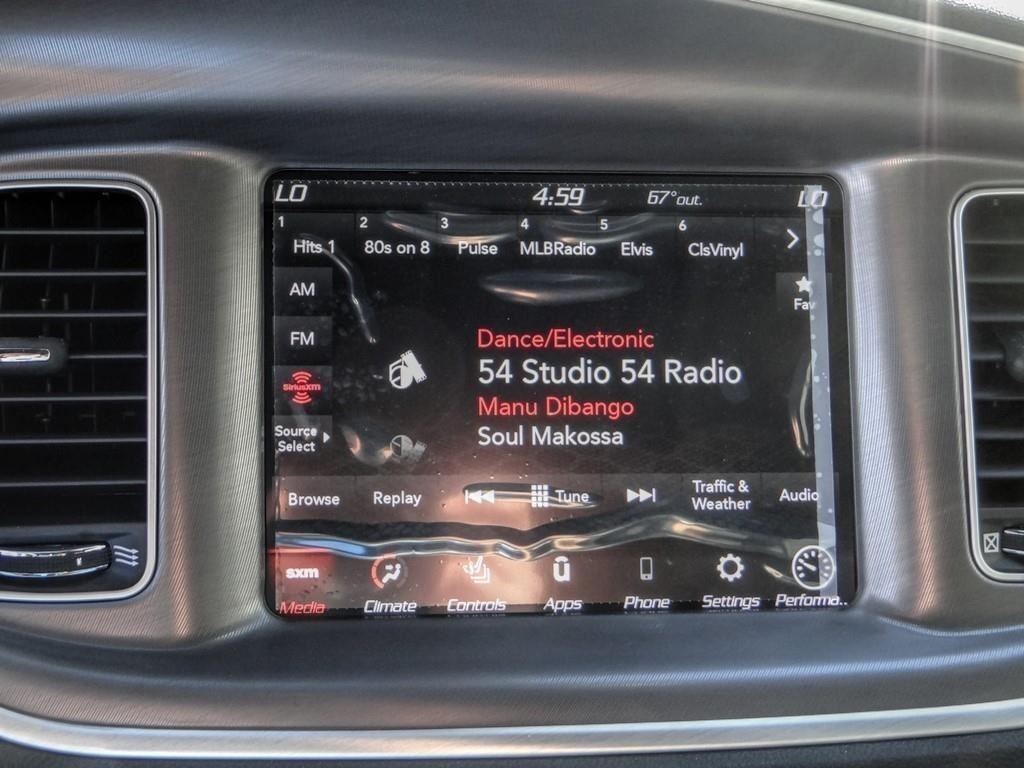 LO 4:59 67°out. LO
1 2 3 4 5 6
Hits 1 80s on 8 Pulse MLBRadio Elvis ClsVinyl
AM
Fav
FM
Dance/Electronic
54 Studio 54 Radio
SiriusXM
Manu Dibango
Source
Select
Soul Makossa
Browse Replay Tune Traffic &
Weather Audio
sxm û
Media Climate Controls Apps Phone Settings Performa..